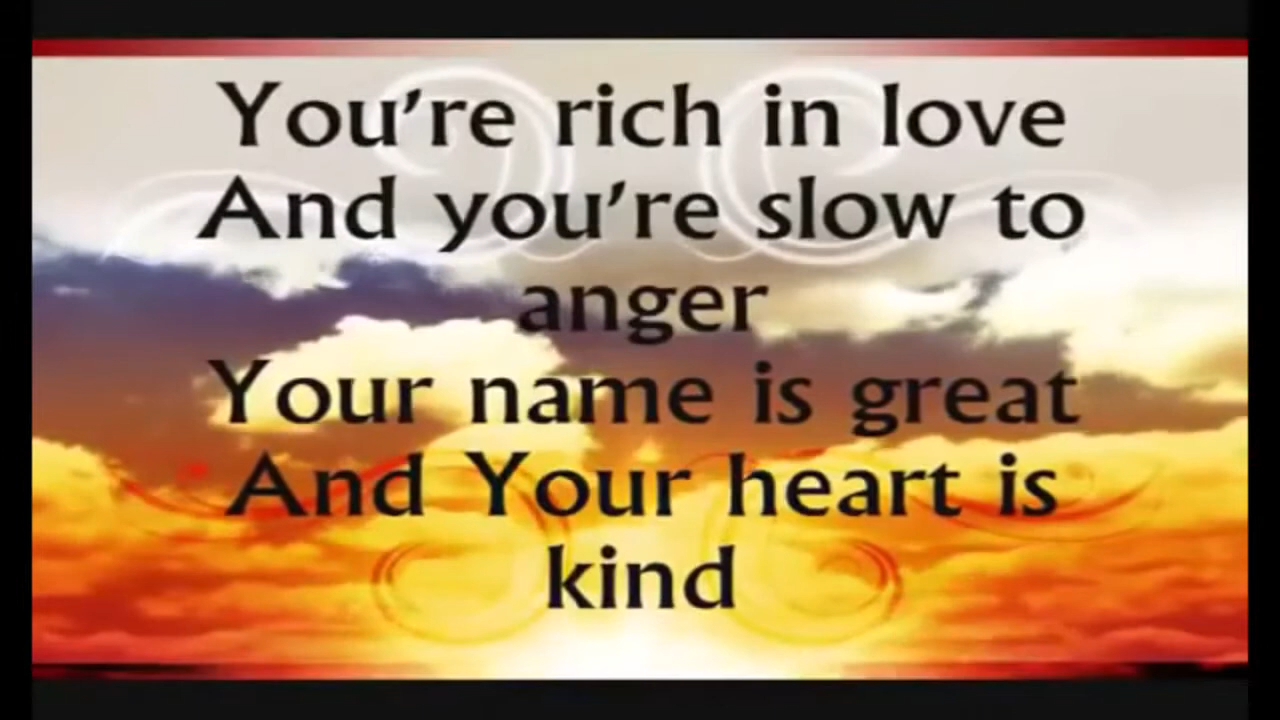 You're rich in love
And you're slow to
anger
Your name is great
And Your heart is
kind